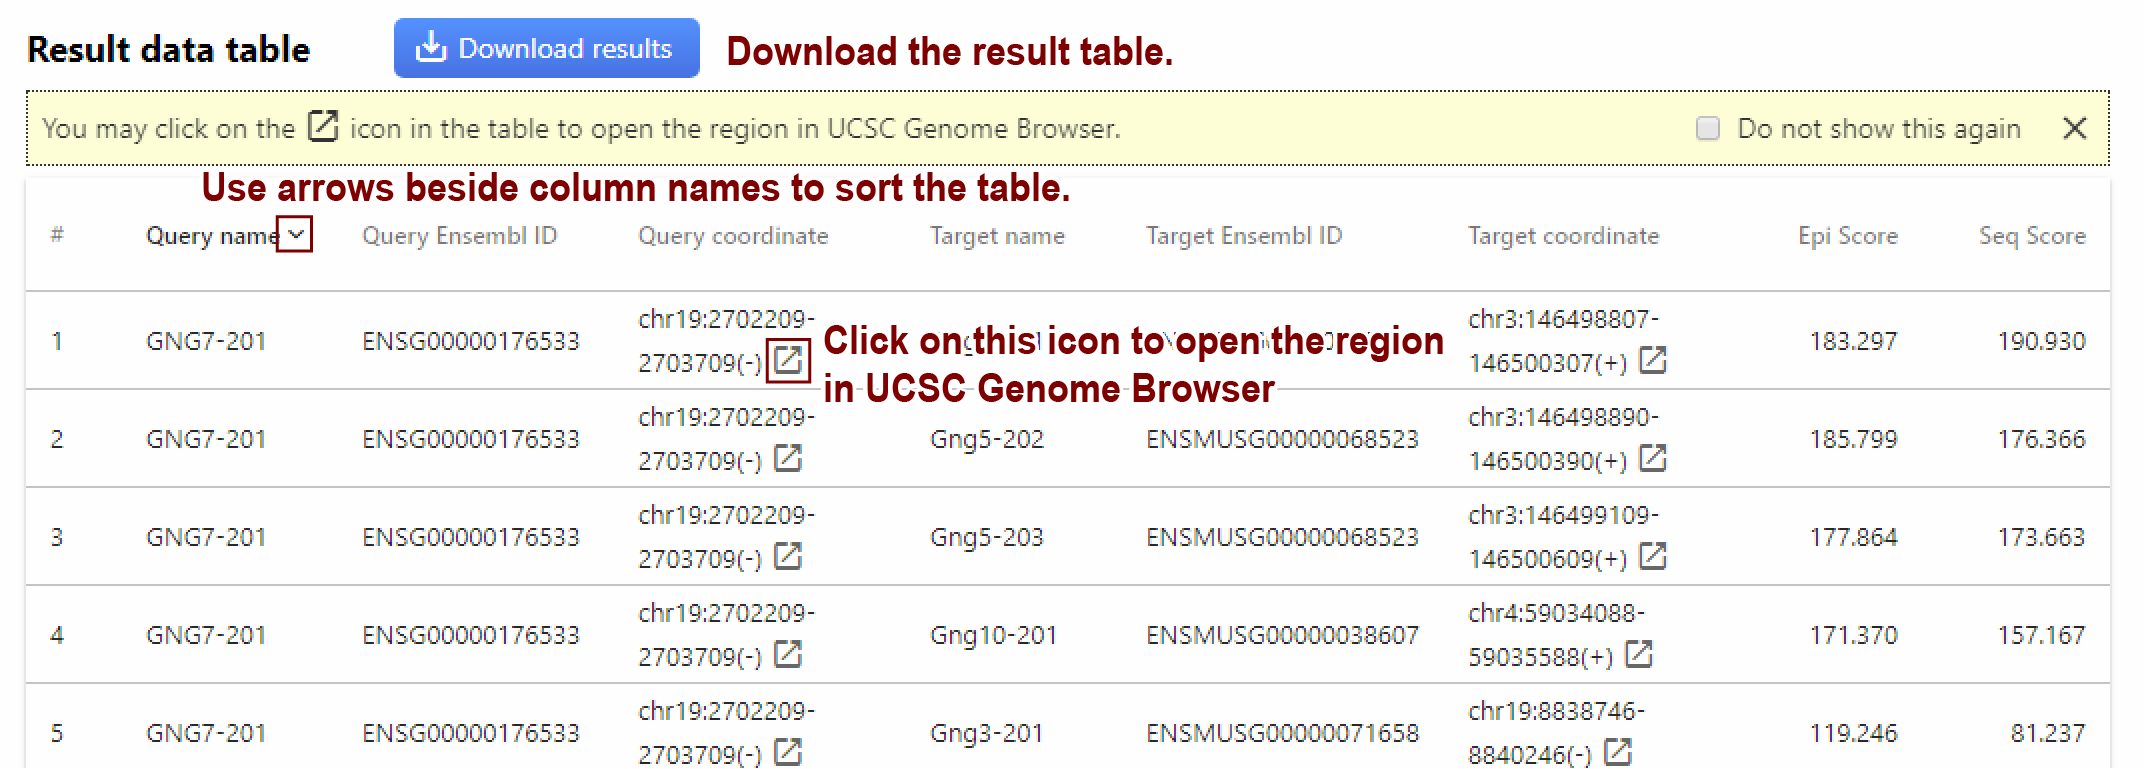 Result data table
Download results
Download the result table.
You may click on the icon in the table to open the region in UCSC Genome Browser.
Do not show this again
Use arrows beside column names to sort the table.
# Query name Query Ensembl ID Query coordinate Target name Target Ensembl ID Target coordinate Epi Score Seq Score
chr19:2702209- chr3:146498807-
1 GNG7-201 ENSG00000176533 183.297 190.930
2703709(-) 146500307(+)
Click on this icon to open the region
in UCSC Genome Browser
chr19:2702209- chr3:146498890-
2 GNG7-201 ENSG00000176533 Gng5-202 ENSMUSG00000068523 185.799 176.366
2703709(-) 146500390(+)
chr19:2702209- chr3:146499109-
3 GNG7-201 ENSG00000176533 Gng5-203 ENSMUSG00000068523 177.864 173.663
2703709(-) 146500609(+)
chr19:2702209- chr4:59034088-
4 GNG7-201 ENSG00000176533 Gng10-201 ENSMUSG00000038607 171.370 157.167
2703709(-) 59035588(+)
chr19:2702209- chr19:8838746-
5 GNG7-201 ENSG00000176533 Gng3-201 ENSMUSG00000071658 119.246 81.237
2703709(-) 8840246(-)